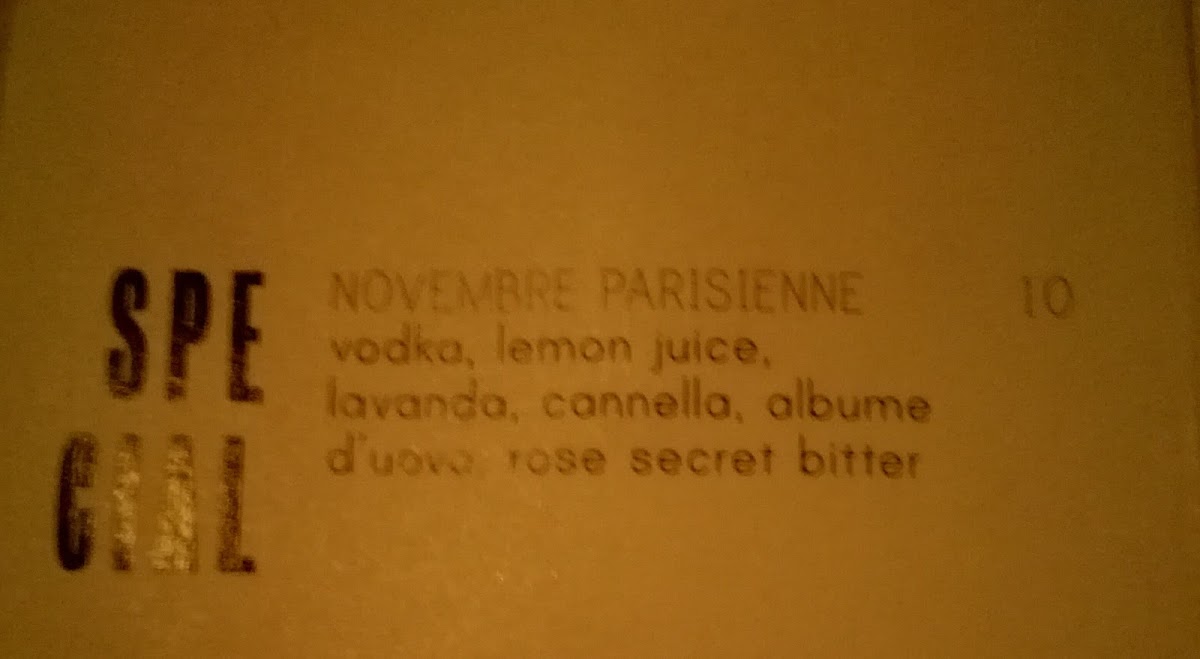 SPE
CIAL
NOVEMBRE PARISIENNE 10
vodka, lemon juice,
lavanda, cannella, albume
d'uovo, rose secret bitter